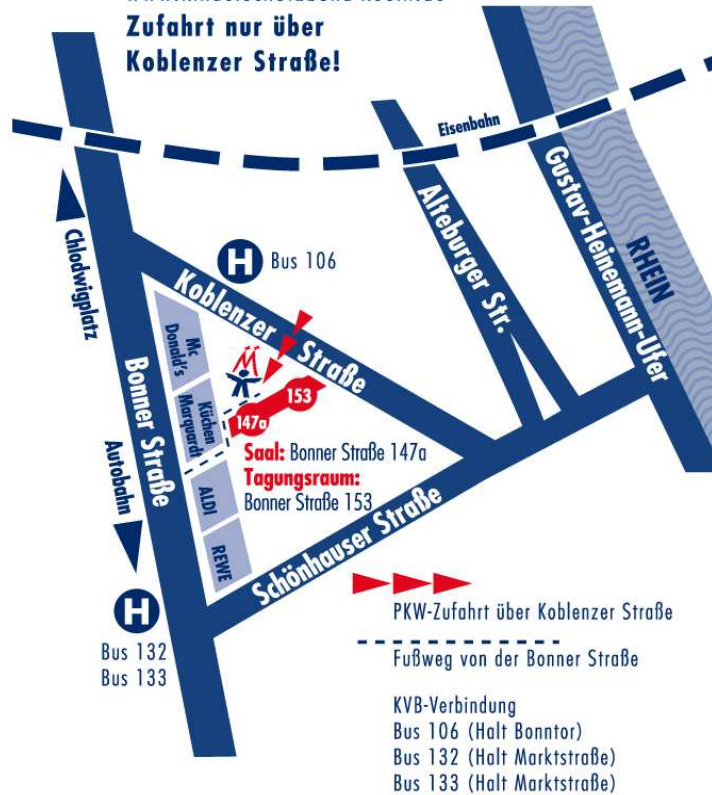 Zufahrt nur über
Koblenzer Straße!
Eisenbahn
Gustav-Heinemann-Ufer
RHEIN
Alteburger Str.
Chlodwigplatz
H Bus 106
Koblenzer Straße
Bonner Straße
Mc
Donald's
Küchen
Marquardt
153
147a
Saal: Bonner Straße 147a
Tagungsraum:
Bonner Straße 153
Autobahn
ALDI
REWE
Schönhauser Straße
H
Bus 132
Bus 133
PKW-Zufahrt über Koblenzer Straße
Fußweg von der Bonner Straße
KVB-Verbindung
Bus 106 (Halt Bonntor)
Bus 132 (Halt Marktstraße)
Bus 133 (Halt Marktstraße)